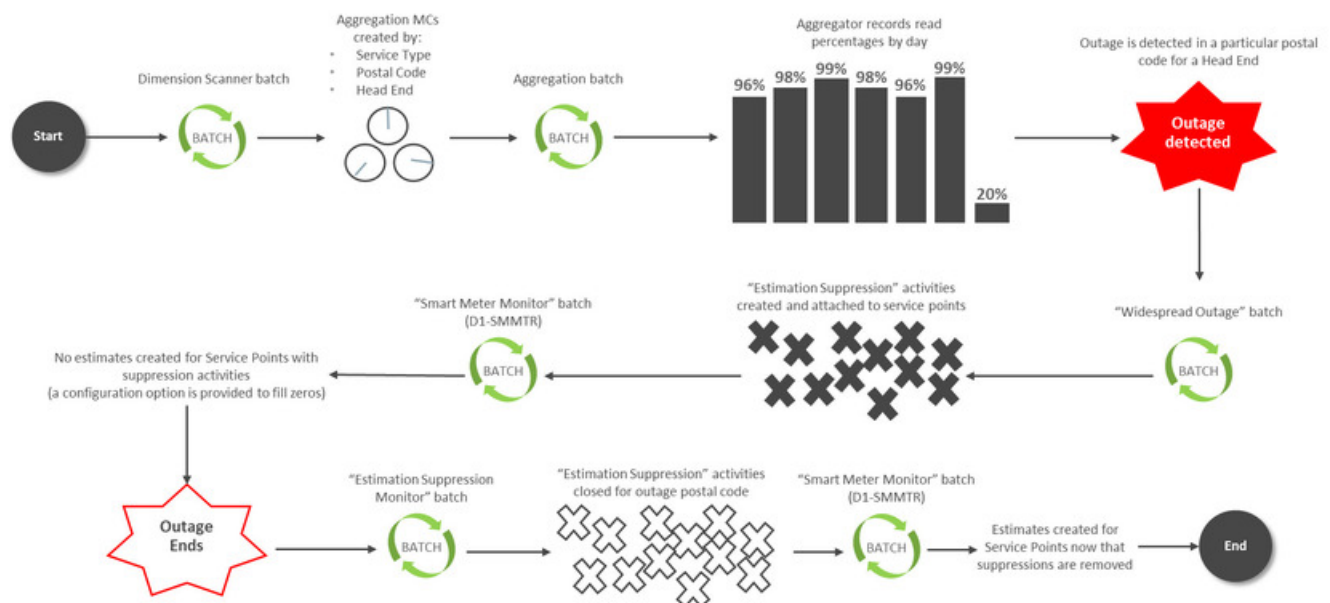 Start
Dimension Scanner batch
BATCH
Aggregation MCs
created by:
• Service Type
• Postal Code
• Head End
Aggregation batch
BATCH
Aggregator records read
percentages by day
96%
98%
99%
98%
96%
99%
20%
Outage is detected in a particular postal
code for a Head End
Outage
detected
"Widespread Outage" batch
BATCH
"Estimation Suppression" activities
created and attached to service points
"Smart Meter Monitor" batch
(D1-SMMTR)
BATCH
No estimates created for Service Points with
suppression activities
(a configuration option is provided to fill zeros)
Outage
Ends
"Estimation Suppression
Monitor" batch
BATCH
"Estimation Suppression" activities
closed for outage postal code
"Smart Meter Monitor" batch
(D1-SMMTR)
BATCH
Estimates created for
Service Points now that
suppressions are removed
End